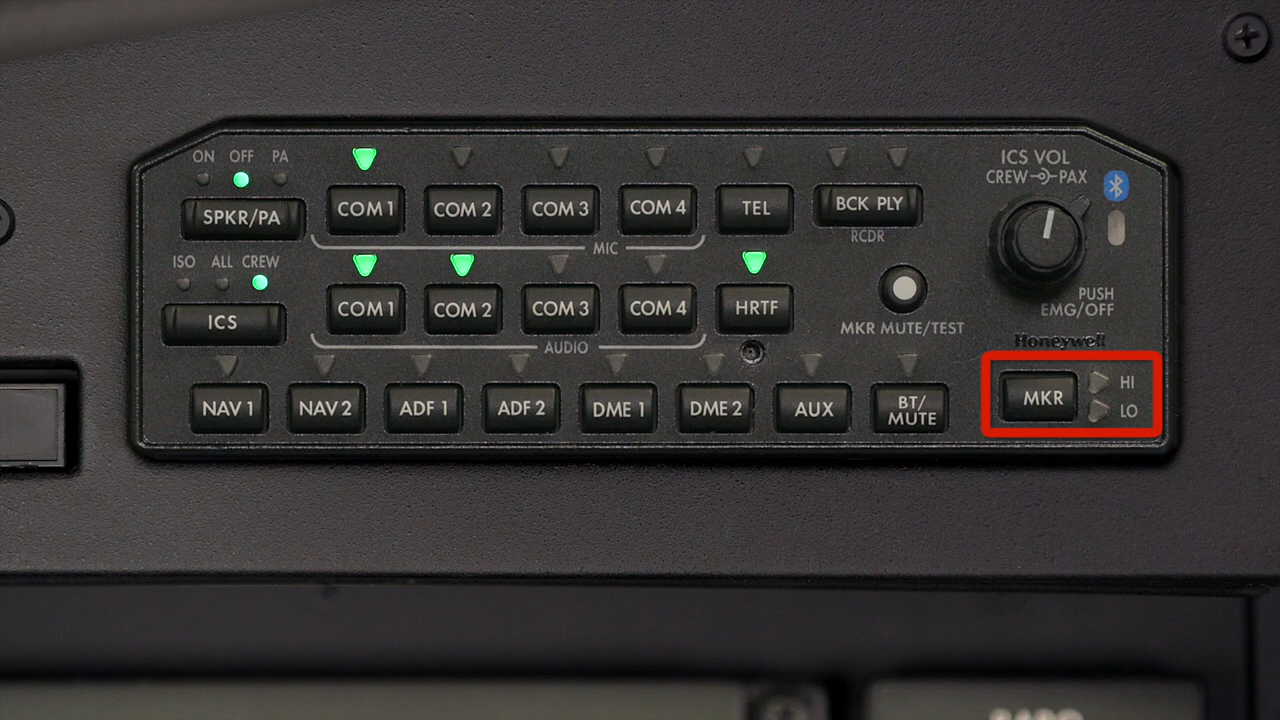 ON OFF PA
SPKR/PA
COM 1 COM 2 COM 3 COM 4 TEL BCK PLY
MIC
RCDR
ICS VOL
CREW PAX
ISO ALL CREW
ICS
COM 1 COM 2 COM 3 COM 4 HRTF
AUDIO
MKR MUTE/TEST
PUSH
EMG/OFF
Honeywell
NAV 1 NAV 2 ADF 1 ADF 2 DME 1 DME 2 AUX BT/
MUTE
MKR
HI
LO